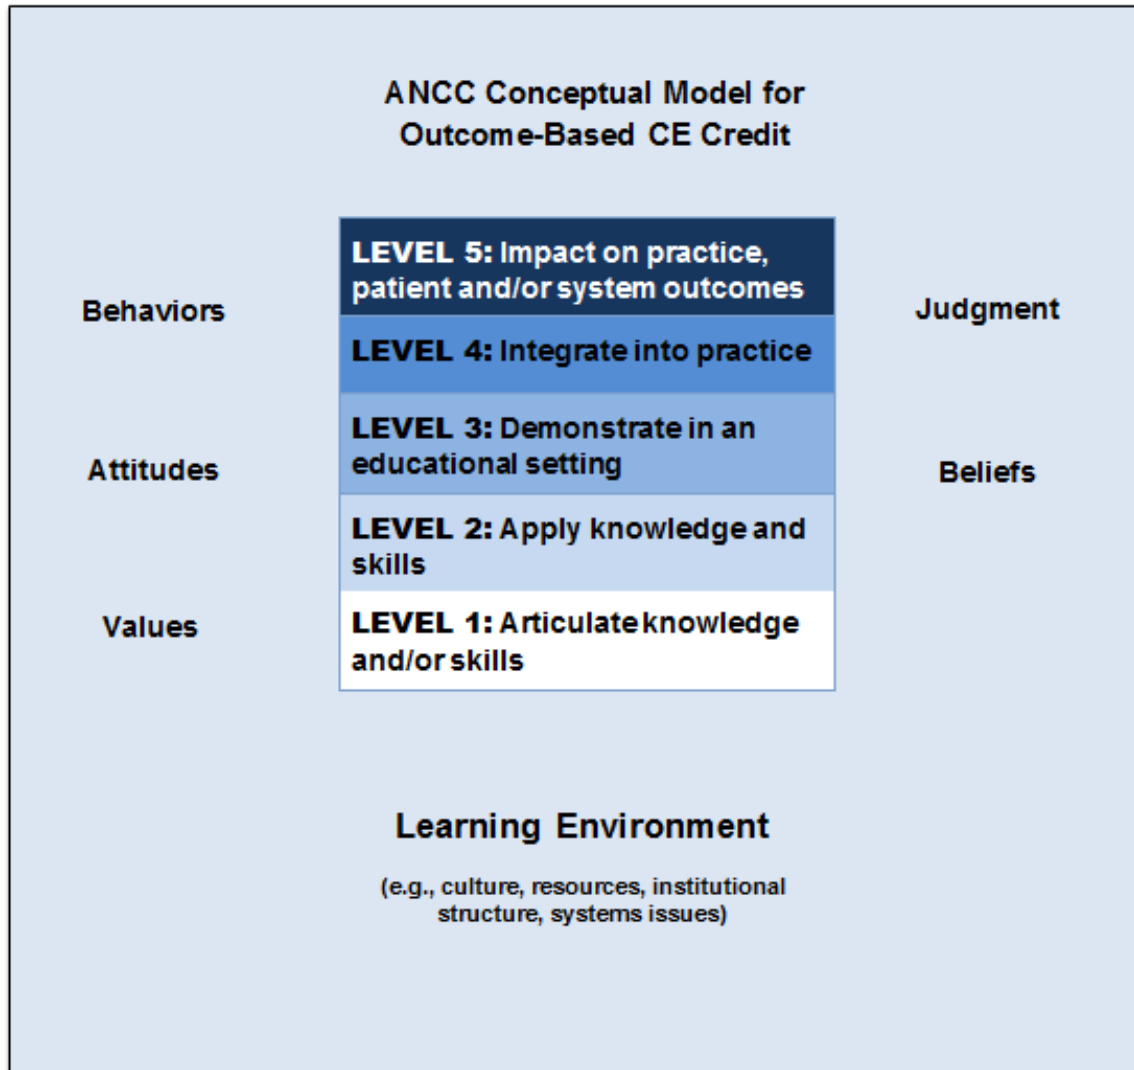 ANCC Conceptual Model for
Outcome-Based CE Credit
LEVEL 5: Impact on practice,
patient and/or system outcomes
Behaviors
Judgment
LEVEL 4: Integrate into practice
LEVEL 3: Demonstrate in an
educational setting
Attitudes
Beliefs
LEVEL 2: Apply knowledge and
skills
Values
LEVEL 1: Articulate knowledge
and/or skills
Learning Environment
(e.g., culture, resources, institutional
structure, systems issues)